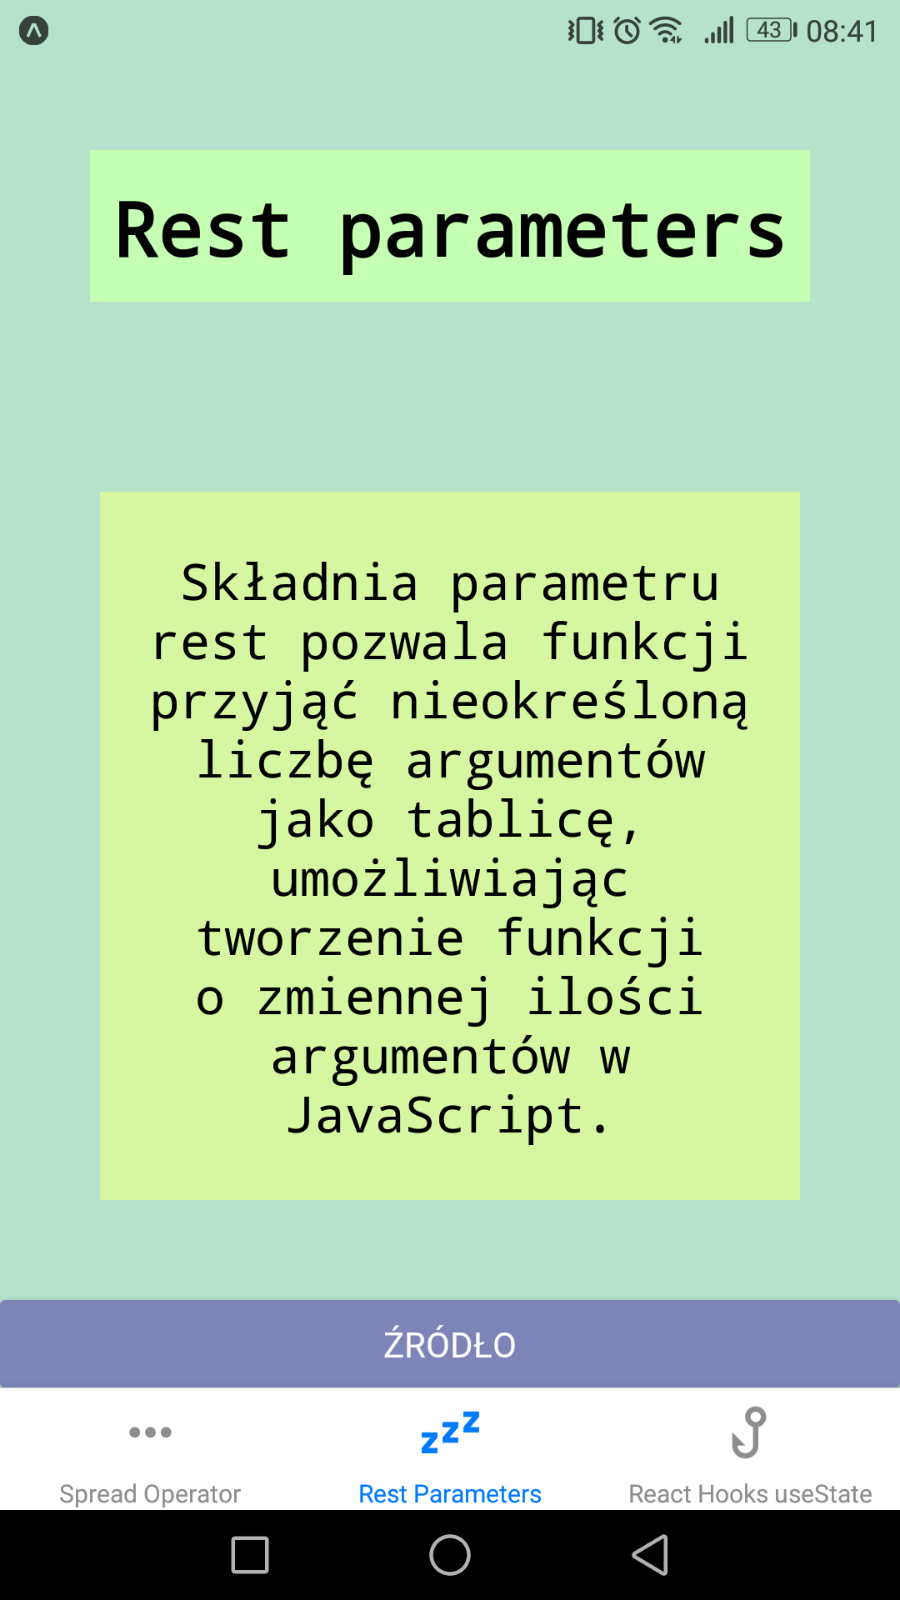 43 08:41
Rest parameters
Składnia parametru
rest pozwala funkcji
przyjąć nieokreśloną
liczbę argumentów
jako tablicę,
umożliwiając
tworzenie funkcji
o zmiennej ilości
argumentów w
JavaScript.
ŹRÓDŁO
zzz
Spread Operator Rest Parameters React Hooks useState